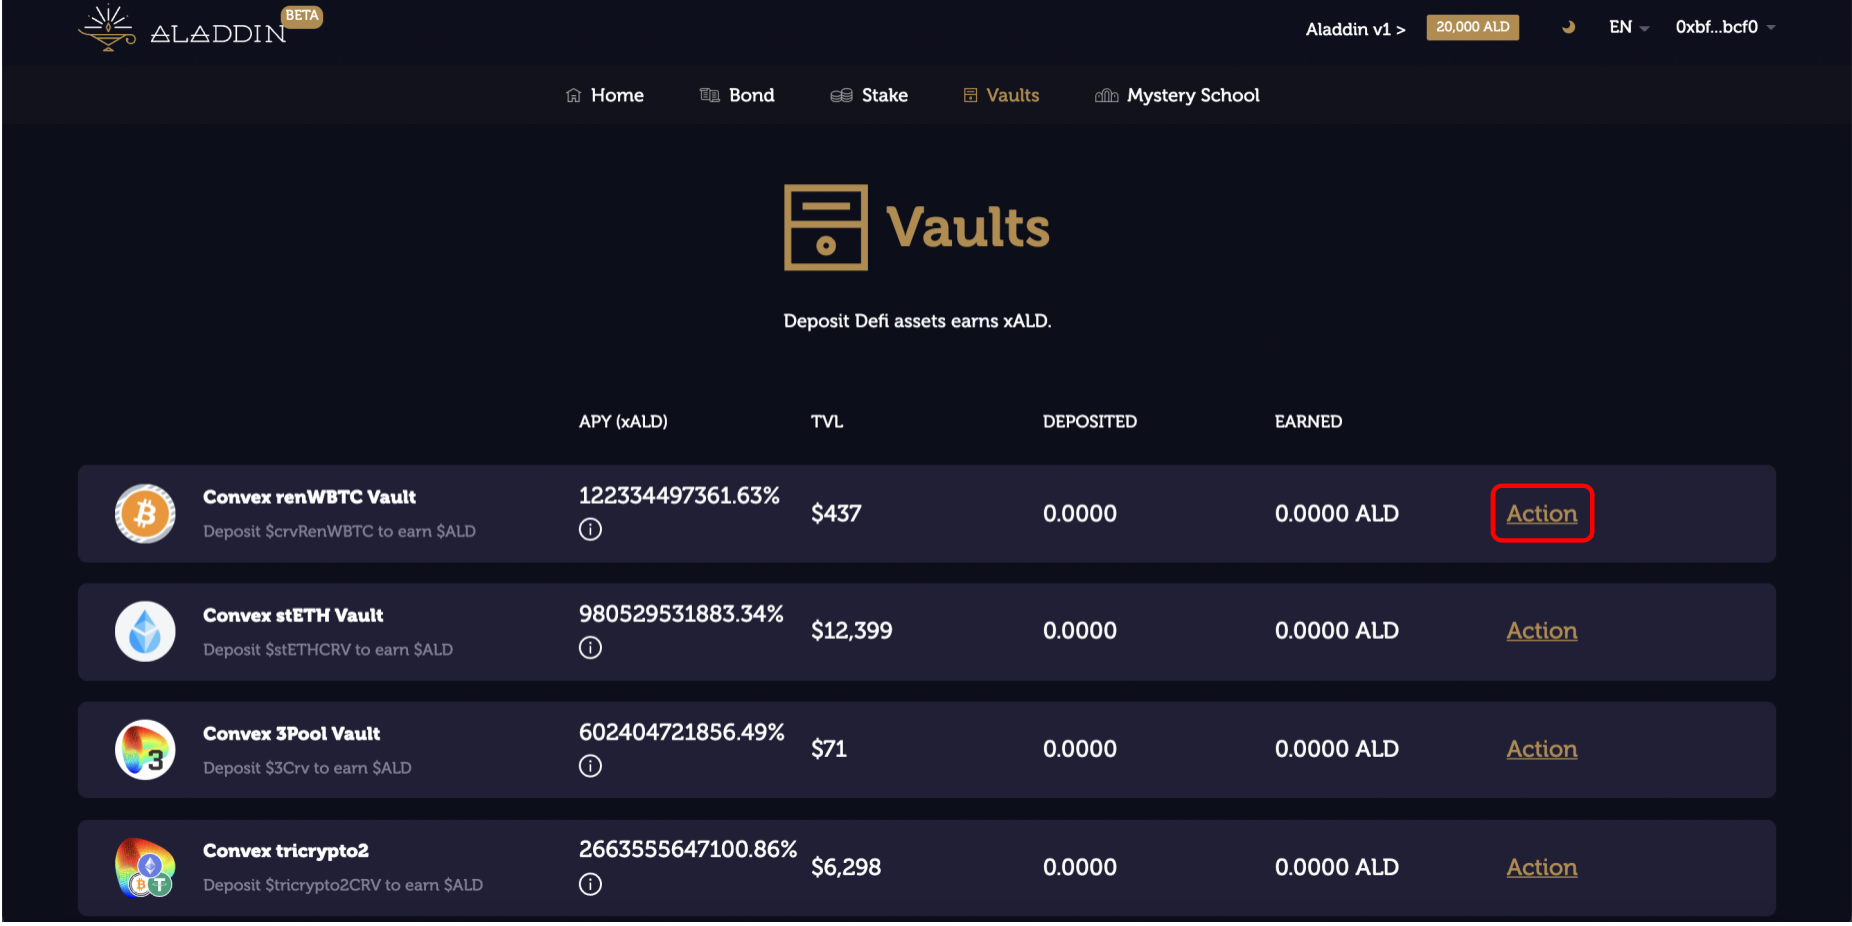 ALADDIN BETA
Aladdin v1 > 20,000 ALD EN 0xbf...bcf0
Home Bond Stake Vaults Mystery School
Vaults
Deposit Defi assets earns xALD.
APY (xALD) TVL DEPOSITED EARNED
Convex renWBTC Vault 122334497361.63% $437 0.0000 0.0000 ALD Action
Deposit $crvRenWBTC to earn $ALD
Convex stETH Vault 980529531883.34% $12,399 0.0000 0.0000 ALD Action
Deposit $stETHCRV to earn $ALD
Convex 3Pool Vault 602404721856.49% $71 0.0000 0.0000 ALD Action
3
Deposit $3Crv to earn $ALD
Convex tricrypto2 2663555647100.86% $6,298 0.0000 0.0000 ALD Action
Deposit $tricrypto2CRV to earn $ALD